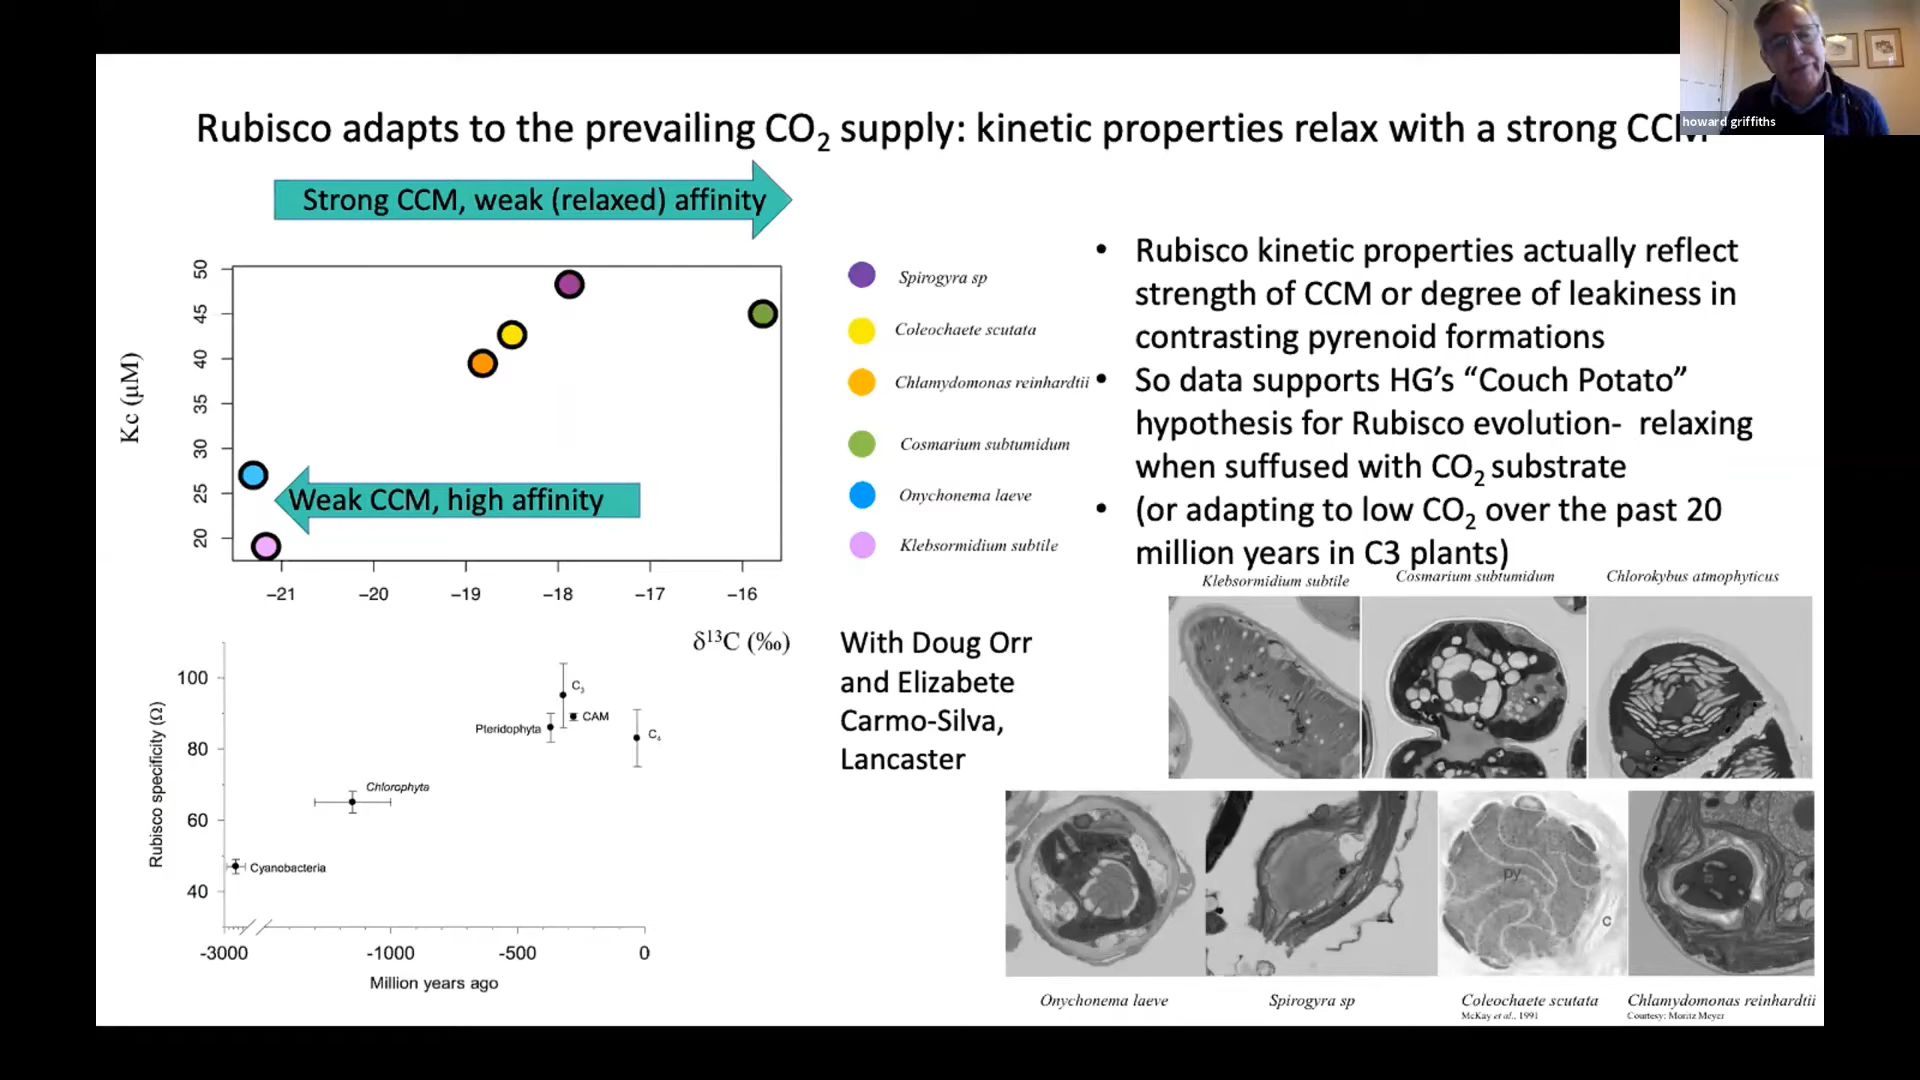 howard griffiths
Rubisco adapts to the prevailing CO2 supply: kinetic properties relax with a strong CCM
Strong CCM, weak (relaxed) affinity
50
45
40
35
30
25
20
Kc (μM)
Weak CCM, high affinity
−21
−20
−19
−18
−17
−16
δ13C (‰)
Spirogyra sp
Coleochaete scutata
Chlamydomonas reinhardtii
Cosmarium subtumidum
Onychonema laeve
Klebsormidium subtile
• Rubisco kinetic properties actually reflect
strength of CCM or degree of leakiness in
contrasting pyrenoid formations
• So data supports HG's "Couch Potato"
hypothesis for Rubisco evolution- relaxing
when suffused with CO2 substrate
• (or adapting to low CO2 over the past 20
million years in C3 plants)
100
80
60
40
Rubisco specificity (Ω)
C3
CAM
Pteridophyta
C4
Chlorophyta
Cyanobacteria
-3000
-1000
-500
0
Million years ago
With Doug Orr
and Elizabete
Carmo-Silva,
Lancaster
Klebsormidium subtile
Cosmarium subtumidum
Chlorokybus atmophyticus
py
C
Onychonema laeve
Spirogyra sp
Coleochaete scutata
McKay et al., 1991
Chlamydomonas reinhardtii
Courtesy: Moritz Meyer